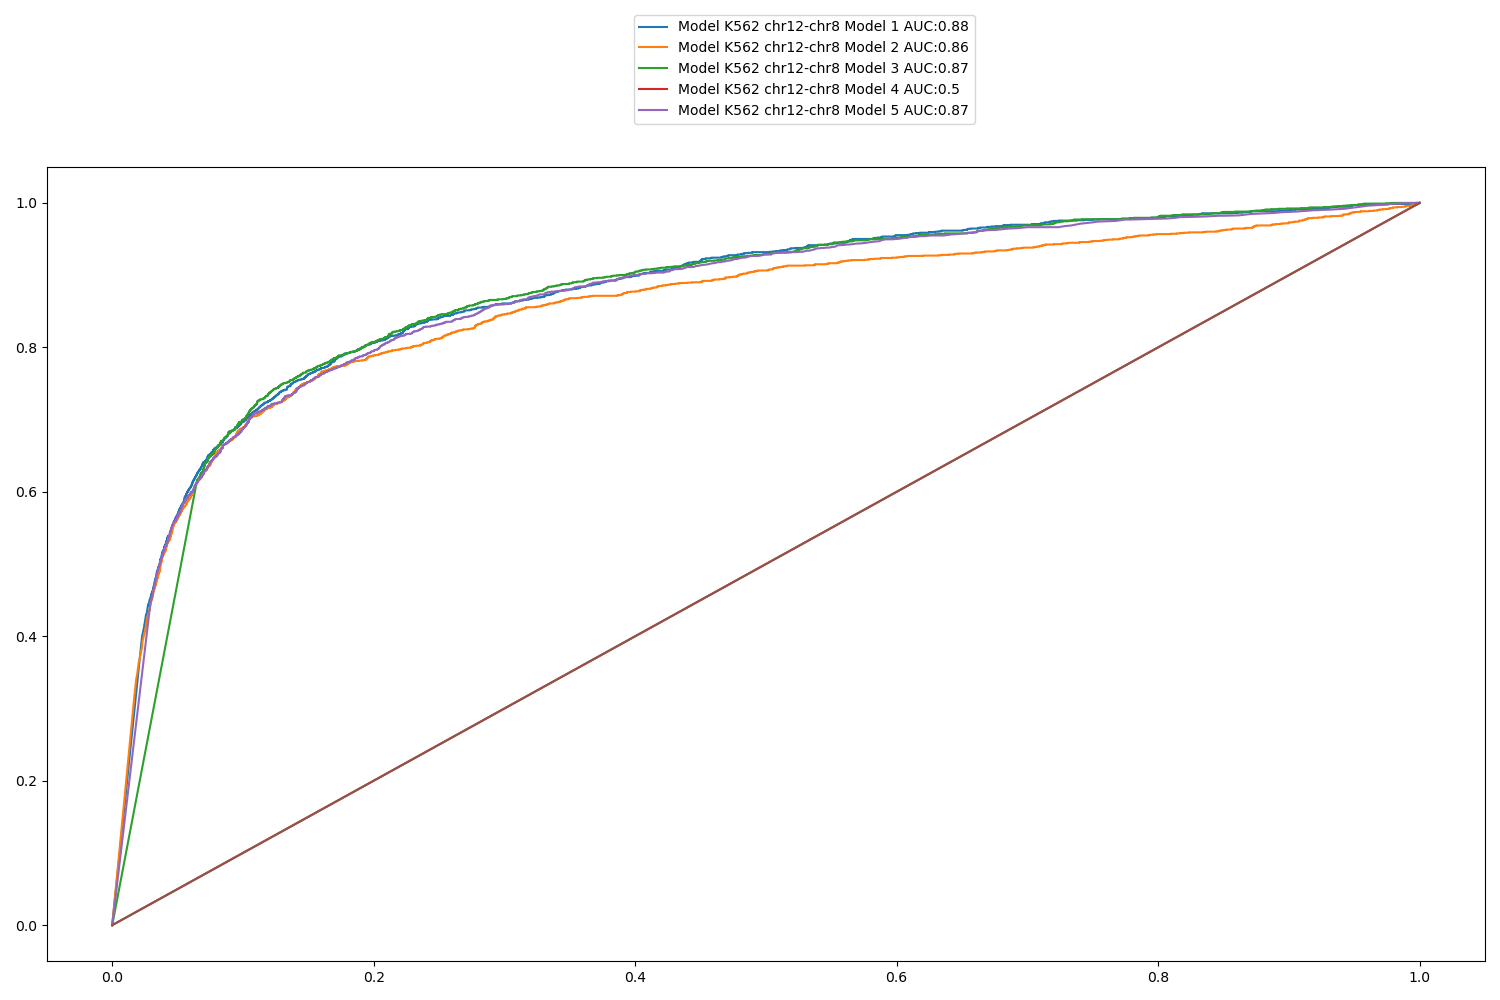 Model K562 chr12-chr8 Model 1 AUC:0.88
Model K562 chr12-chr8 Model 2 AUC:0.86
Model K562 chr12-chr8 Model 3 AUC:0.87
Model K562 chr12-chr8 Model 4 AUC:0.5
Model K562 chr12-chr8 Model 5 AUC:0.87
1.0
0.8
0.6
0.4
0.2
0.0
0.0 0.2 0.4 0.6 0.8 1.0